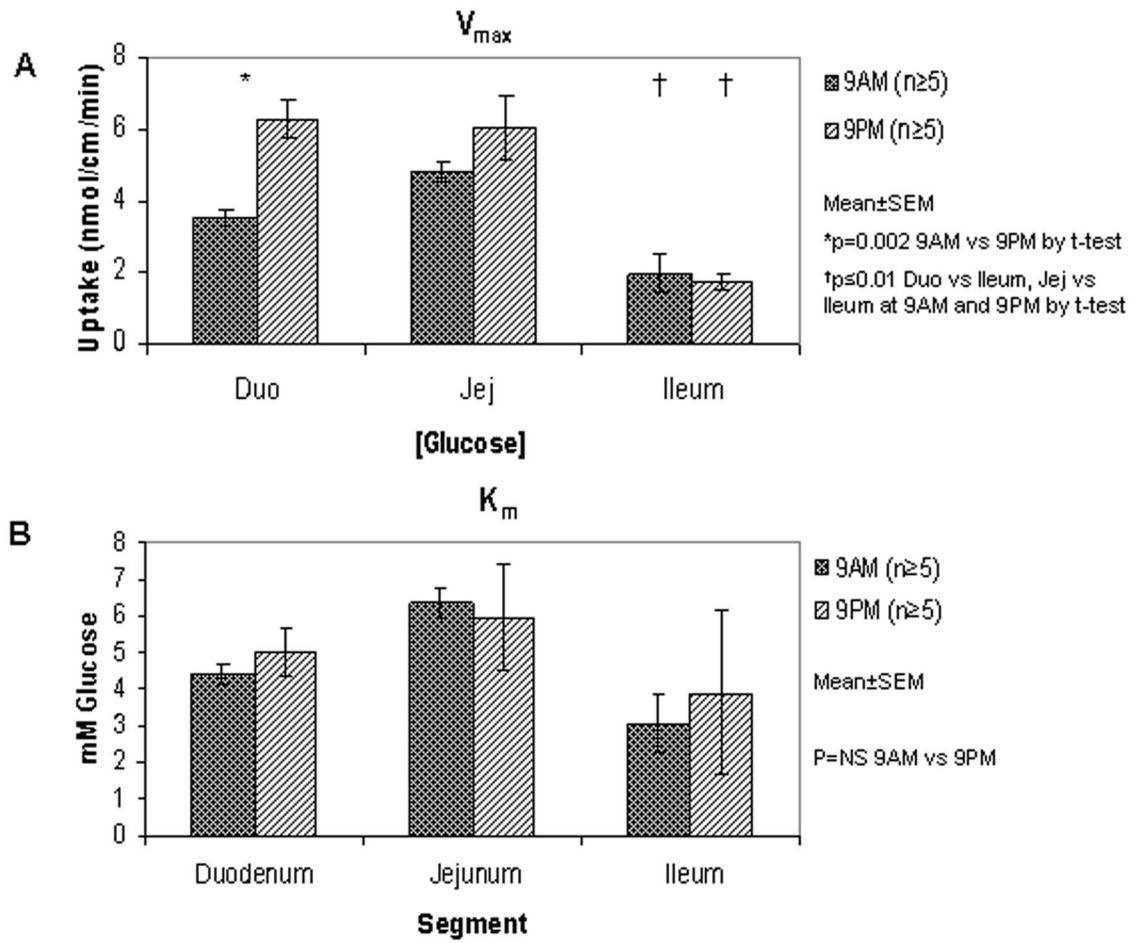 A
Vmax
Uptake (nmol/cm/min)
8
6
4
2
0
*
†
†
Duo
Jej
Ileum
[Glucose]
9AM (n≥5)
9PM (n≥5)
Mean±SEM
*p=0.002 9AM vs 9PM by t-test
†p≤0.01 Duo vs Ileum, Jej vs
Ileum at 9AM and 9PM by t-test
B
Km
mM Glucose
8
7
6
5
4
3
2
1
0
Duodenum
Jejunum
Ileum
Segment
9AM (n≥5)
9PM (n≥5)
Mean±SEM
P=NS 9AM vs 9PM